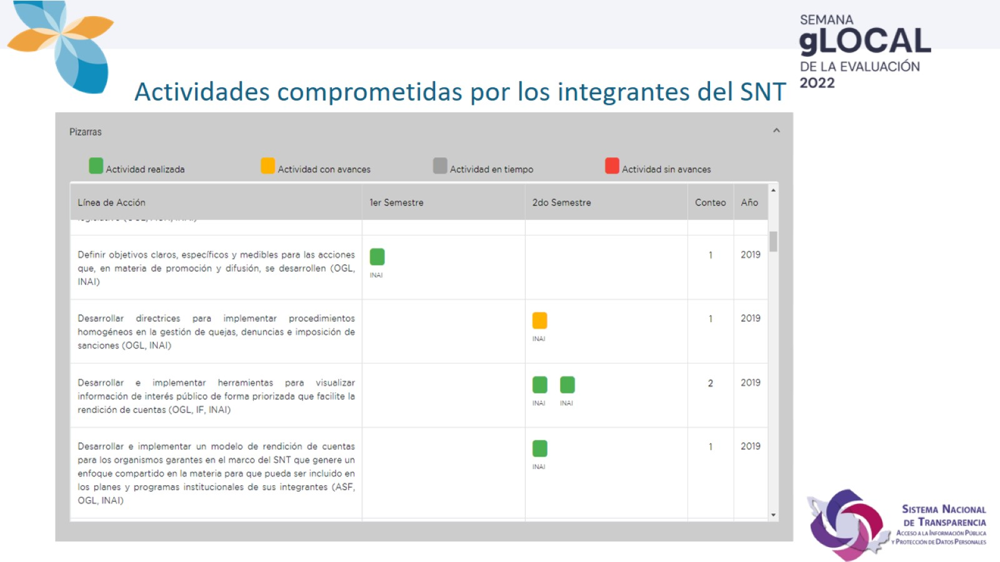 SEMANA
gLOCAL
DE LA EVALUACIÓN
2022
Actividades comprometidas por los integrantes del SNT
Pizarras
Actividad realizada
Actividad con avances
Actividad en tiempo
Actividad sin avances
Línea de Acción
1er Semestre
2do Semestre
Conteo
Año
Definir objetivos claros, específicos y medibles para las acciones
que, en materia de promoción y difusión, se desarrollen (OGL,
INAI)
INAI
1
2019
Desarrollar directrices para implementar procedimientos
homogéneos en la gestión de quejas, denuncias e imposición de
sanciones (OGL, INAI)
INAI
1
2019
Desarrollar e implementar herramientas para visualizar
información de interés público de forma priorizada que facilite la
rendición de cuentas (OGL, IF, INAI)
INAI
INAI
2
2019
Desarrollar e implementar un modelo de rendición de cuentas
para los organismos garantes en el marco del SNT que genere un
enfoque compartido en la materia para que pueda ser incluido en
los planes y programas institucionales de sus integrantes (ASF,
OGL, INAI)
INAI
1
2019
SISTEMA NACIONAL
DE TRANSPARENCIA
ACCESO A LA INFORMACIÓN PÚBLICA
Y PROTECCIÓN DE DATOS PERSONALES